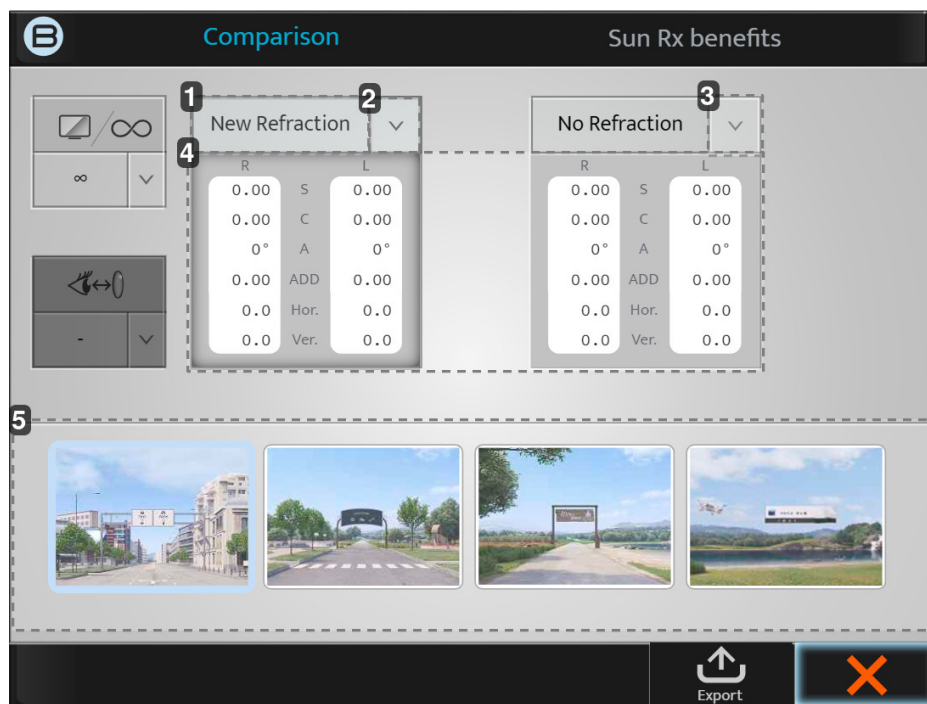 B Comparison Sun Rx benefits
1 2 3
New Refraction No Refraction
4
∞
∞
R L R L
0.00 S 0.00 0.00 S 0.00
0.00 C 0.00 0.00 C 0.00
0° A 0° 0° A 0°
0.00 ADD 0.00 0.00 ADD 0.00
0.0 Hor. 0.0 0.0 Hor. 0.0
- 0.0 Ver. 0.0 0.0 Ver. 0.0
5
Export